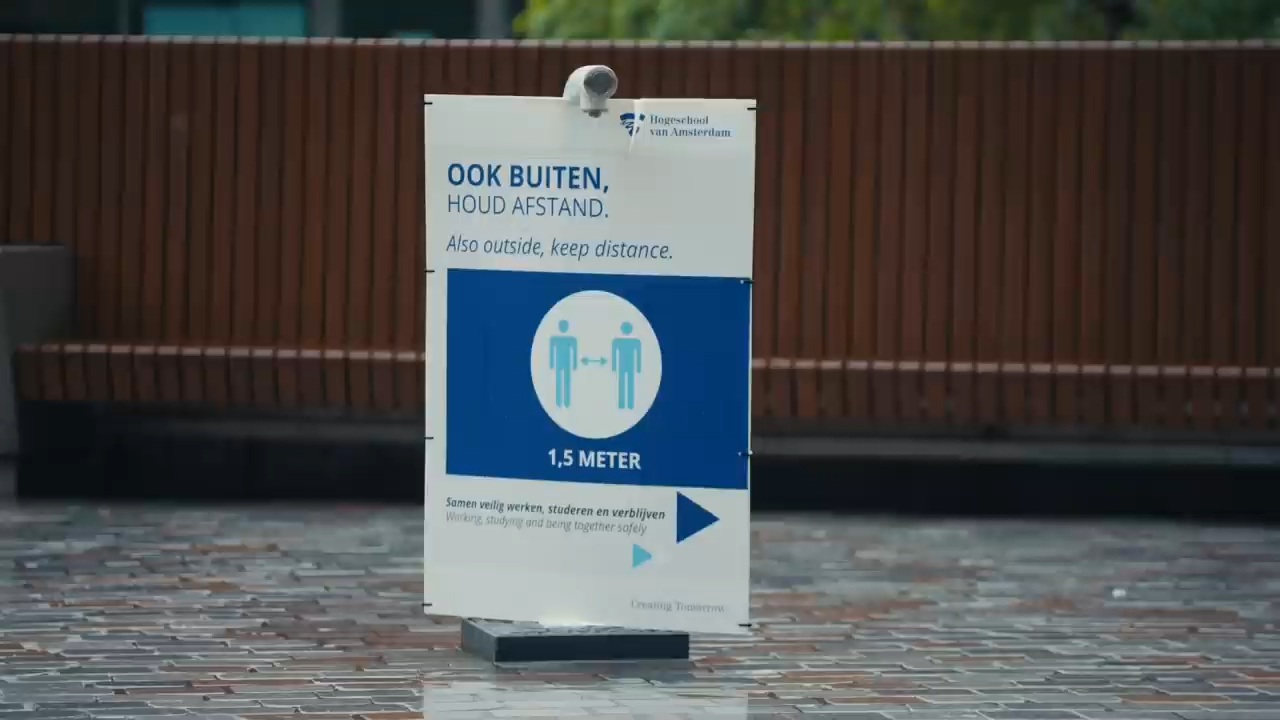 Hogeschool
van Amsterdam
OOK BUITEN,
HOUD AFSTAND.
Also outside, keep distance.
1,5 METER
Samen veilig werken, studeren en verblijven
Working, studying and being together safely
Creating Tomorrow